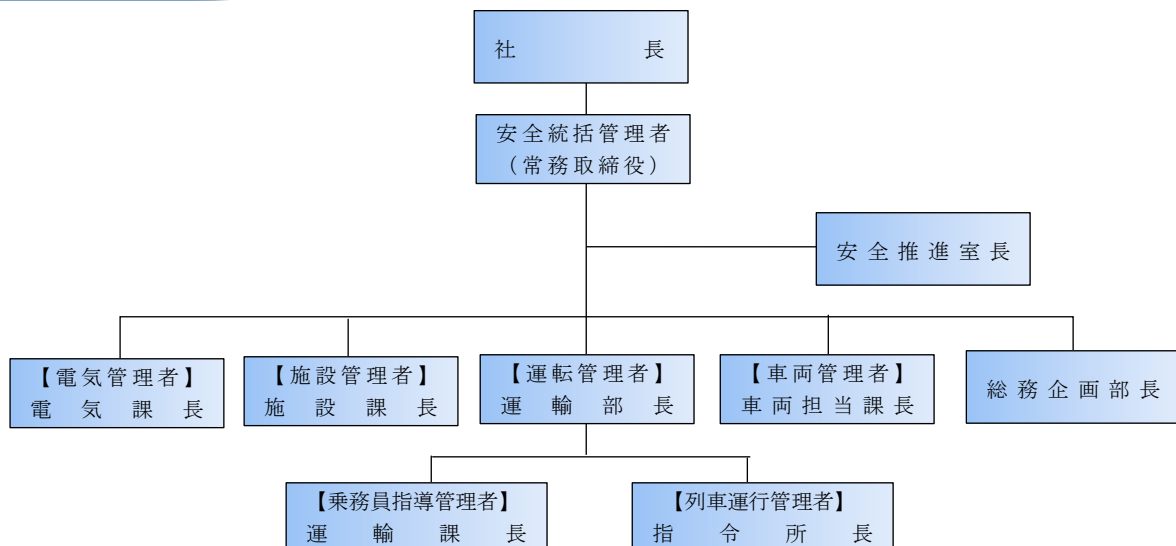 社長
安全統括管理者
（常務取締役）
安全推進室長
【電気管理者】
電気課長
【施設管理者】
施設課長
【運転管理者】
運輸部長
【車両管理者】
車両担当課長
総務企画部長
【乗務員指導管理者】
運輸課長
【列車運行管理者】
指令所長